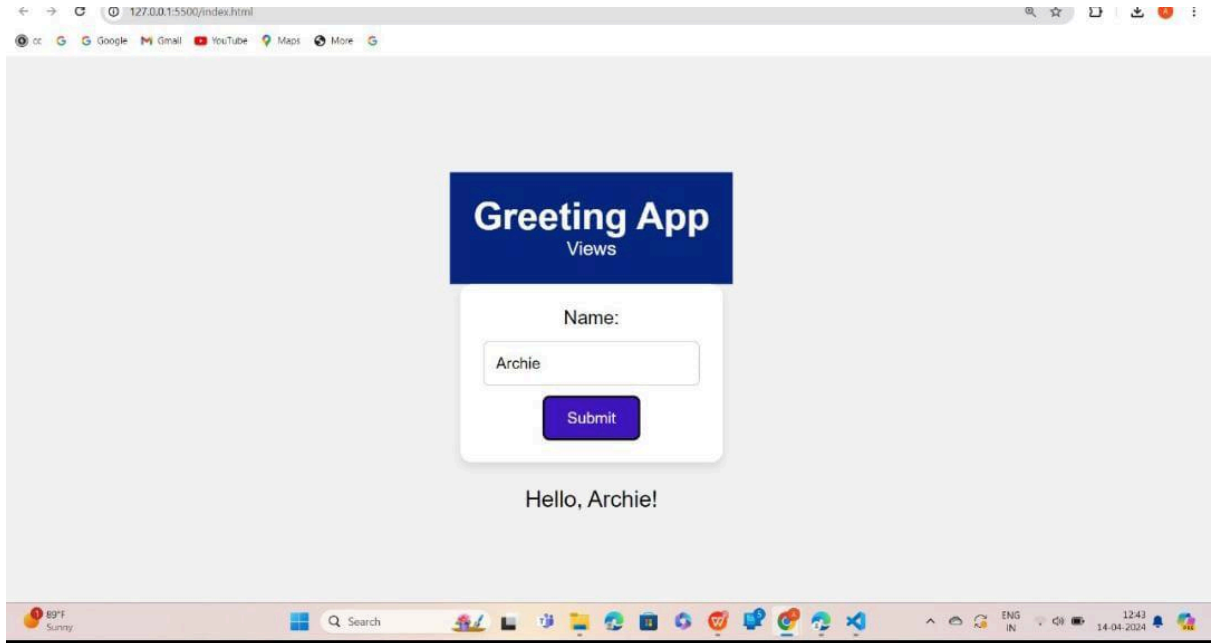 127.0.0.1:5500/index.html
cc G Google Gmail YouTube Maps More
Greeting App
Views
Name:
Archie
Submit
Hello, Archie!
89°F
Sunny
Search
ENG
IN
12:43
14-04-2024